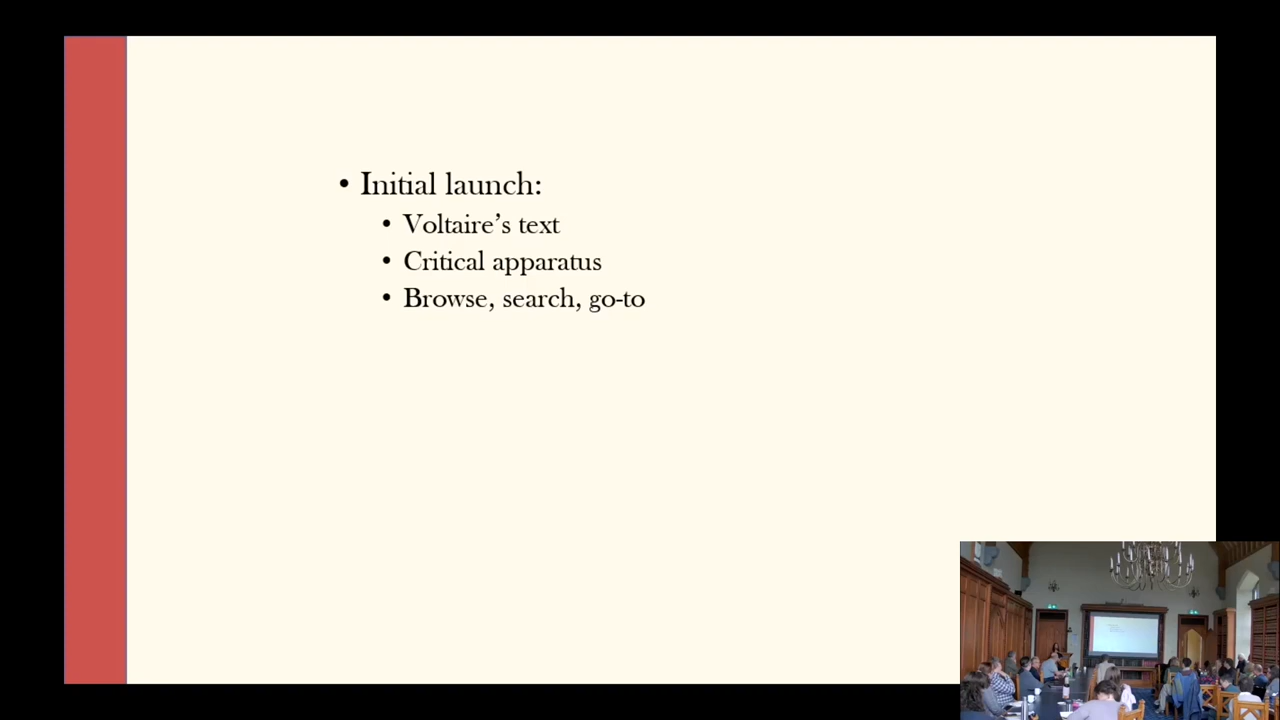 • Initial launch:
• Voltaire’s text
• Critical apparatus
• Browse, search, go-to